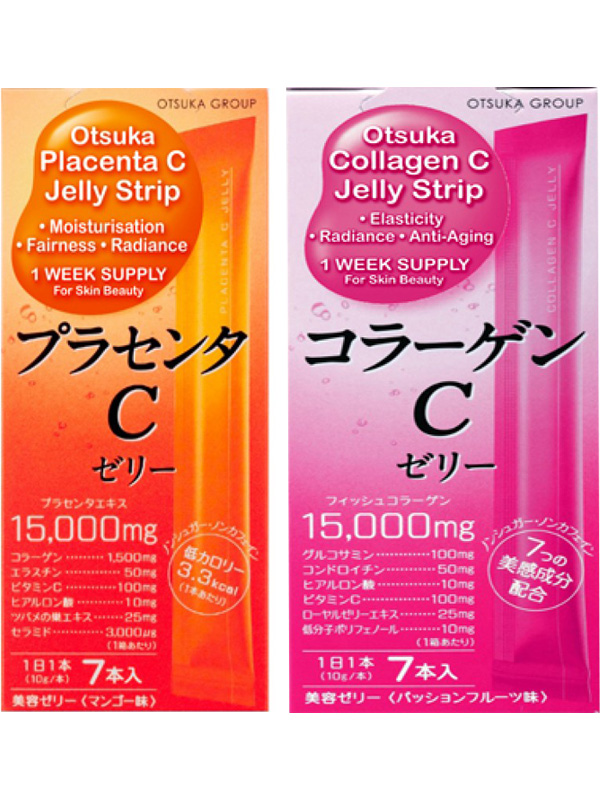 OTSUKA GROUP
Otsuka
Placenta C
Jelly Strip
• Moisturisation
• Fairness • Radiance
1 WEEK SUPPLY
For Skin Beauty
PLACENTA C JELLY
プラセンタ
C
ゼリー
プラセンタエキス
15,000mg
コラーゲン ……… 1,500mg
エラスチン ……… 50mg
ビタミンC ……… 100mg
ヒアルロン酸 ……… 10mg
ツバメの巣エキス … 25mg
セラミド ……… 3,000μg
(1箱あたり)
ノンシュガー・ノンカフェイン
低カロリー
3.3kcal
(1本あたり)
1日1本
(10g/本)
7本入
美容ゼリー〈マンゴー味〉
OTSUKA GROUP
Otsuka
Collagen C
Jelly Strip
• Elasticity
• Radiance • Anti-Aging
1 WEEK SUPPLY
For Skin Beauty
COLLAGEN C JELLY
コラーゲン
C
ゼリー
フィッシュコラーゲン
15,000mg
グルコサミン ……… 100mg
コンドロイチン ……… 50mg
ヒアルロン酸 ……… 10mg
ビタミンC ……… 100mg
ローヤルゼリーエキス … 25mg
低分子ポリフェノール … 10mg
(1箱あたり)
ノンシュガー・ノンカフェイン
7つの
美感成分
配合
1日1本
(10g/本)
7本入
美容ゼリー〈パッションフルーツ味〉